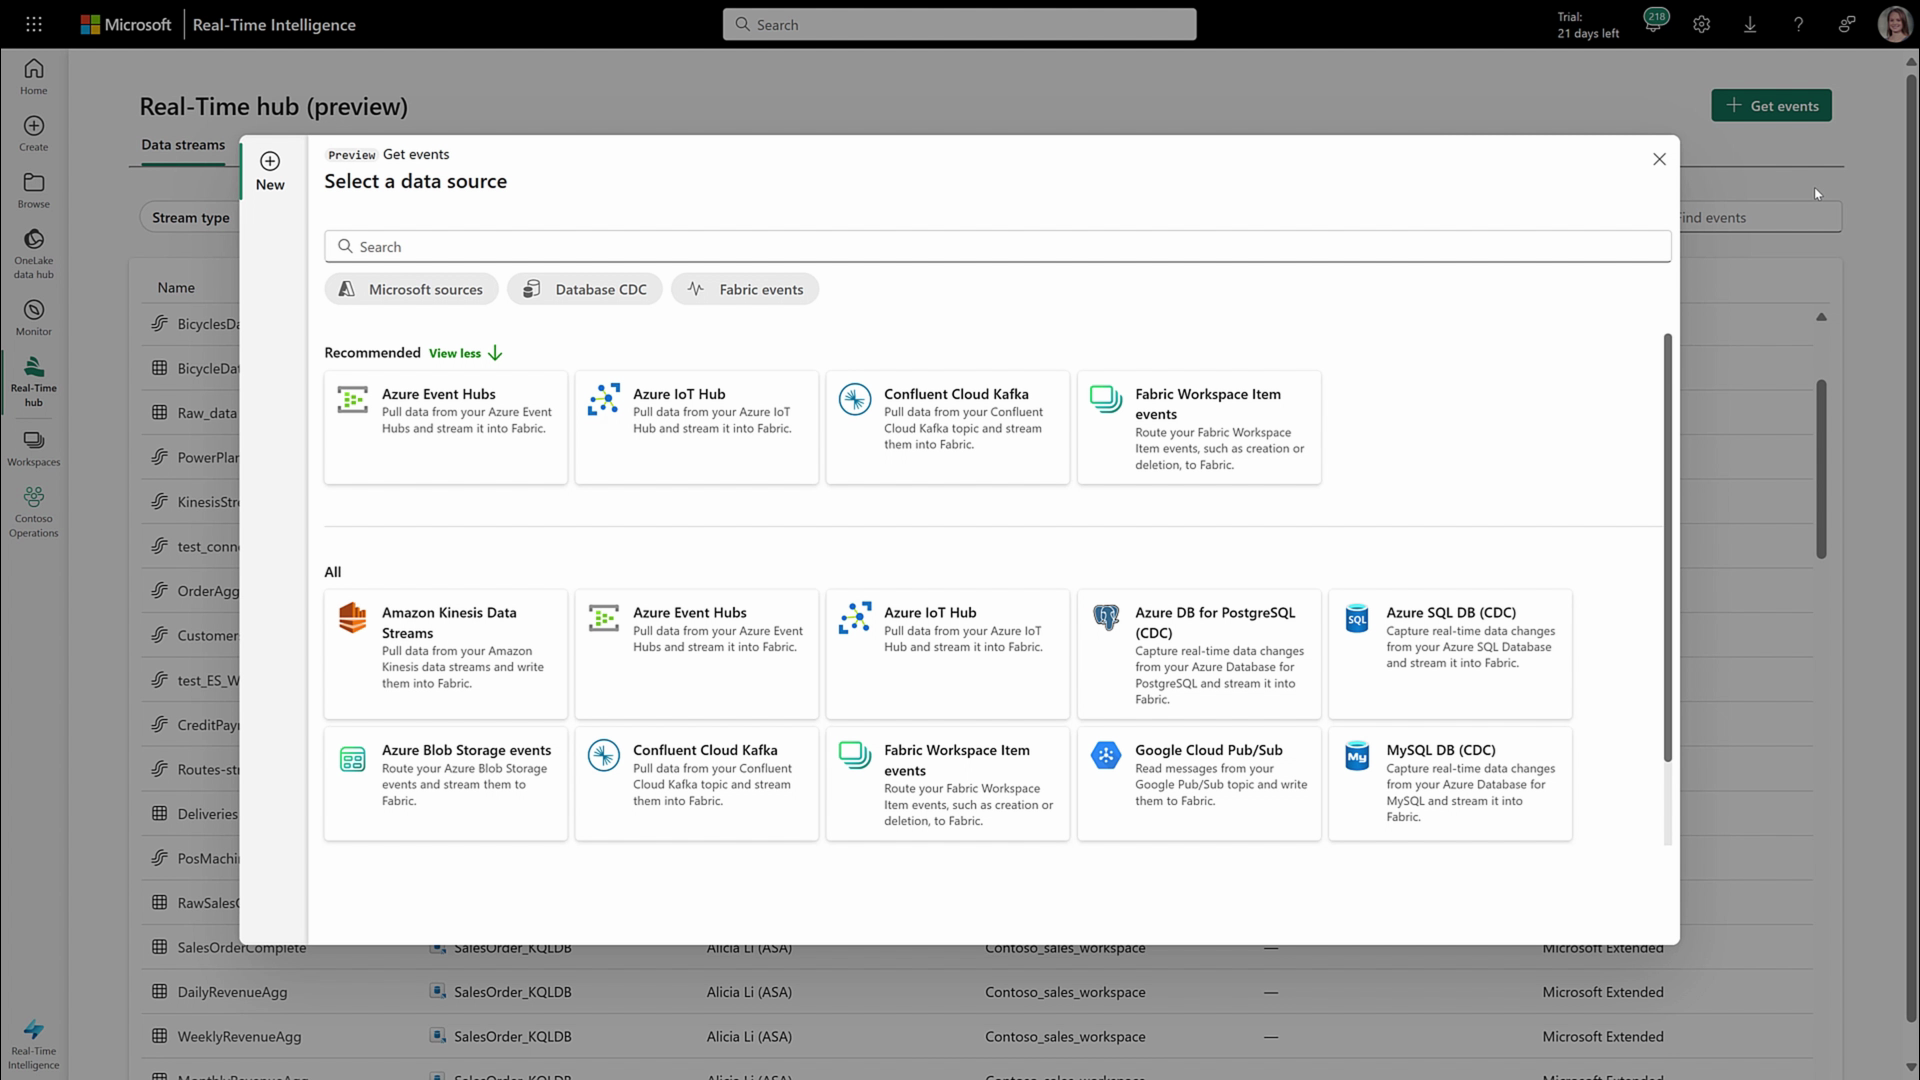 Microsoft
Real-Time Intelligence
Search
Trial:
21 days left
218
Home
Create
Browse
OneLake
data hub
Monitor
Real-Time
hub
Workspaces
Contoso
Operations
Real-Time
Intelligence
Real-Time hub (preview)
Get events
Data streams
Stream type
ind events
Name
BicyclesDa
BicycleDat
Raw_data
PowerPlan
KinesisStre
test_conn
OrderAgg
Customer
test_ES_W
CreditPayr
Routes-str
Deliveries
PosMachi
RawSalesO
SalesOrderComplete
SalesOrder_KQLDB
Alicia Li (ASA)
Contoso_sales_workspace
—
Microsoft Extended
DailyRevenueAgg
SalesOrder_KQLDB
Alicia Li (ASA)
Contoso_sales_workspace
—
Microsoft Extended
WeeklyRevenueAgg
SalesOrder_KQLDB
Alicia Li (ASA)
Contoso_sales_workspace
—
Microsoft Extended
New
Preview Get events
Select a data source
Search
Microsoft sources
Database CDC
Fabric events
Recommended View less
Azure Event Hubs
Pull data from your Azure Event
Hubs and stream it into Fabric.
Azure IoT Hub
Pull data from your Azure IoT
Hub and stream it into Fabric.
Confluent Cloud Kafka
Pull data from your Confluent
Cloud Kafka topic and stream
them into Fabric.
Fabric Workspace Item
events
Route your Fabric Workspace
Item events, such as creation or
deletion, to Fabric.
All
Amazon Kinesis Data
Streams
Pull data from your Amazon
Kinesis data streams and write
them into Fabric.
Azure Event Hubs
Pull data from your Azure Event
Hubs and stream it into Fabric.
Azure IoT Hub
Pull data from your Azure IoT
Hub and stream it into Fabric.
Azure DB for PostgreSQL
(CDC)
Capture real-time data changes
from your Azure Database for
PostgreSQL and stream it into
Fabric.
SQL
Azure SQL DB (CDC)
Capture real-time data changes
from your Azure SQL Database
and stream it into Fabric.
Azure Blob Storage events
Route your Azure Blob Storage
events and stream them to
Fabric.
Confluent Cloud Kafka
Pull data from your Confluent
Cloud Kafka topic and stream
them into Fabric.
Fabric Workspace Item
events
Route your Fabric Workspace
Item events, such as creation or
deletion, to Fabric.
Google Cloud Pub/Sub
Read messages from your
Google Pub/Sub topic and write
them to Fabric.
My
MySQL DB (CDC)
Capture real-time data changes
from your Azure Database for
MySQL and stream it into
Fabric.